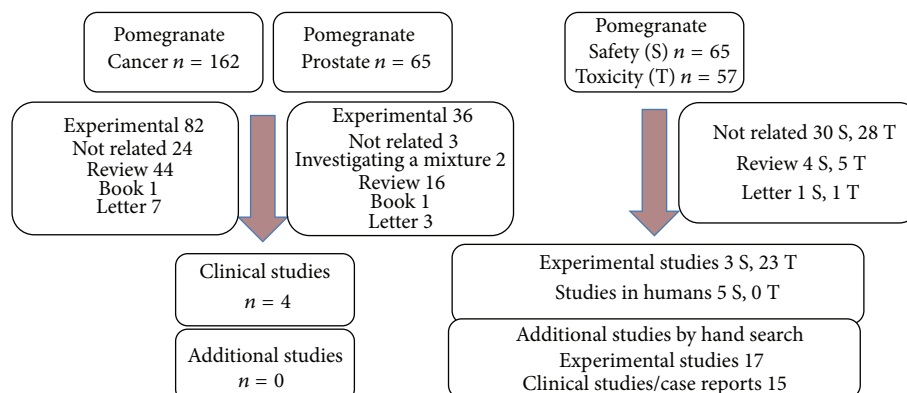 Pomegranate
Cancer n = 162
Pomegranate
Prostate n = 65
Pomegranate
Safety (S) n = 65
Toxicity (T) n = 57
Experimental 82
Not related 24
Review 44
Book 1
Letter 7
Experimental 36
Not related 3
Investigating a mixture 2
Review 16
Book 1
Letter 3
Not related 30 S, 28 T
Review 4 S, 5 T
Letter 1 S, 1 T
Clinical studies
n = 4
Additional studies
n = 0
Experimental studies 3 S, 23 T
Studies in humans 5 S, 0 T
Additional studies by hand search
Experimental studies 17
Clinical studies/case reports 15